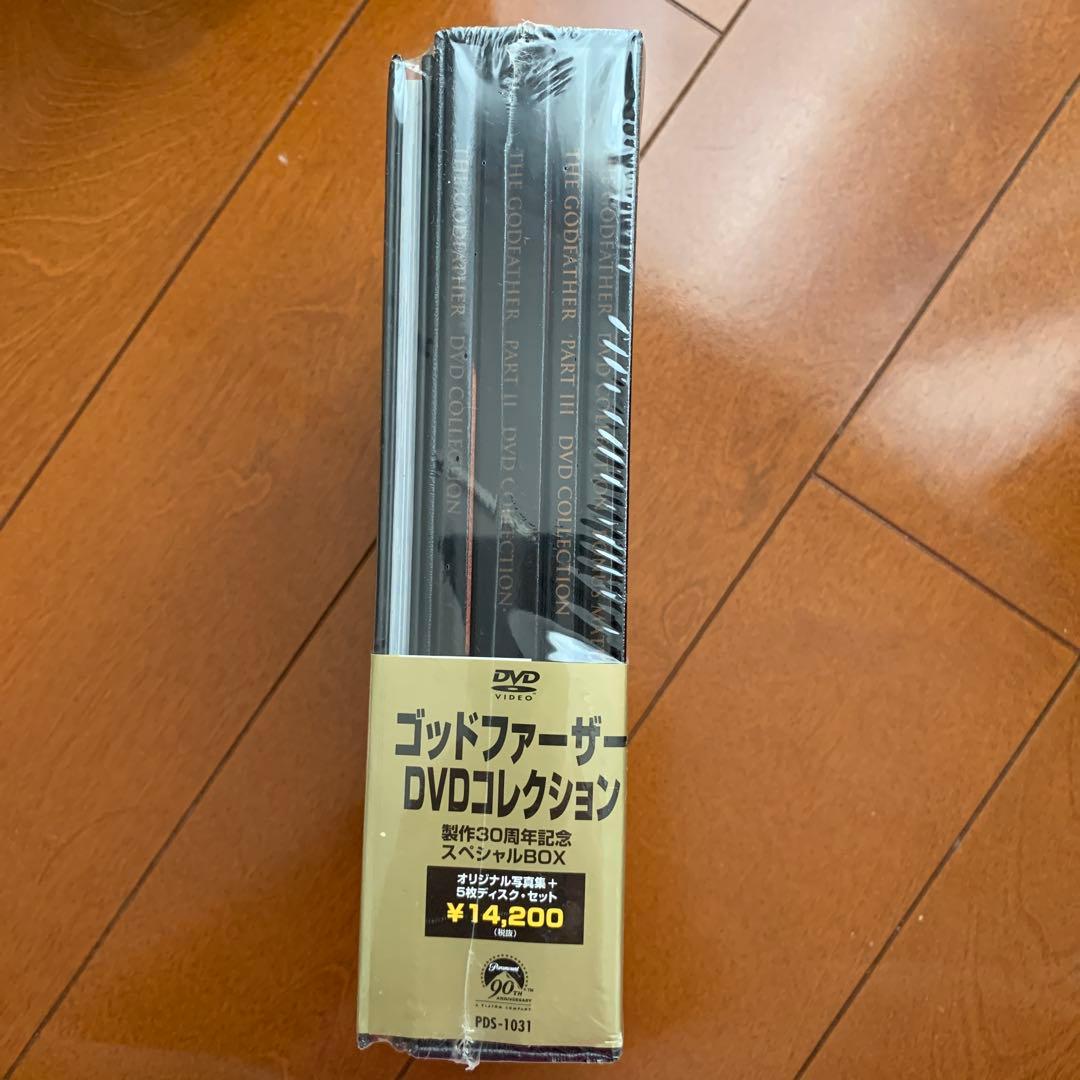 THE GODFATHER DVD COLLECTION
THE GODFATHER PART II DVD COLLECTION
THE GODFATHER PART III DVD COLLECTION
GODFATHER DVD
DVD
VIDEO
ゴッドファーザー
DVDコレクション
製作30周年記念
スペシャルBOX
オリジナル写真集+
5枚ディスク・セット
¥14,200
(税抜)
Paramount
90TH
ANNIVERSARY
A VIACOM COMPANY
PDS-1031